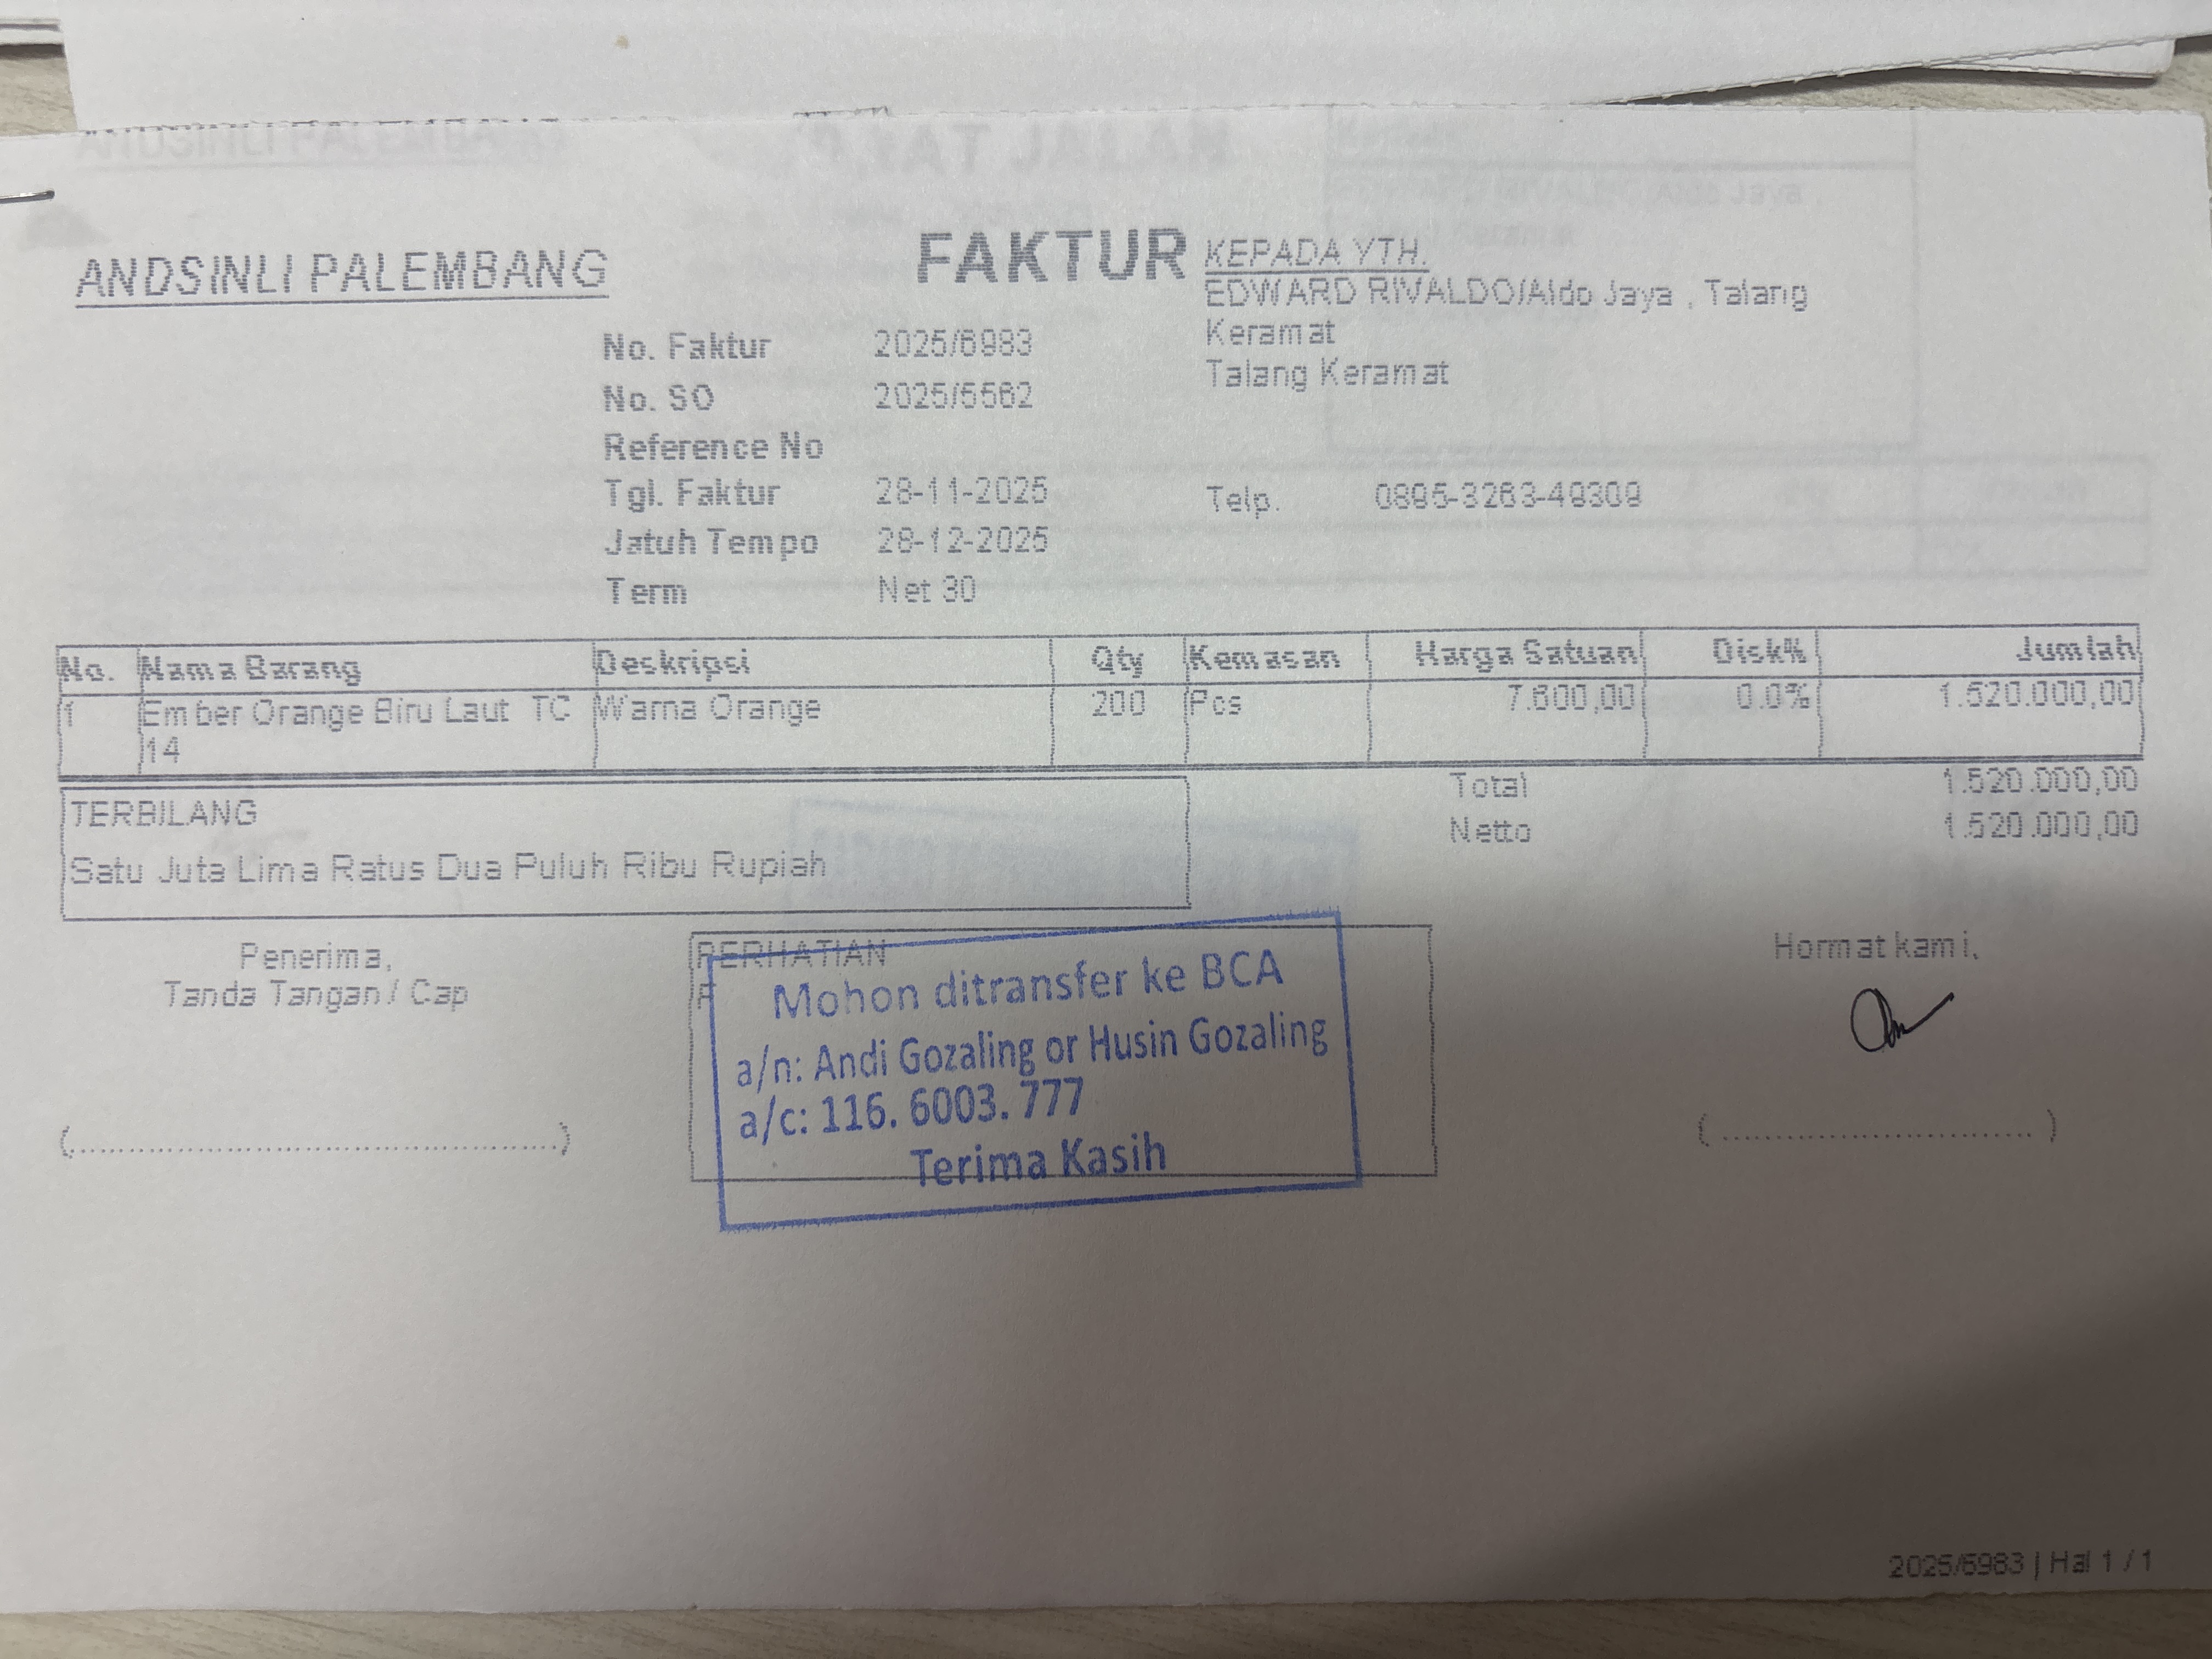 ANDSINLI PALEMBANG
FAKTUR
KEPADA YTH.
EDWARD RIVALDO/Aldo Jaya , Talang
Keramat
Talang Keramat
Telp. 0895-3263-49309
No. Faktur 2025/6983
No. SO 2025/6562
Reference No
Tgl. Faktur 28-11-2025
Jatuh Tempo 28-12-2025
Term Net 30
No. Nama Barang Deskripsi Qty Kemasan Harga Satuan Disk% Jumlah
1 Ember Orange Biru Laut TC Warna Orange 200 Pcs 7.600,00 0.0% 1.520.000,00
14
Total 1.520.000,00
Netto 1.520.000,00
TERBILANG
Satu Juta Lima Ratus Dua Puluh Ribu Rupiah
Penerima,
Tanda Tangan / Cap
(................................................)
PERHATIAN
Mohon ditransfer ke BCA
a/n: Andi Gozaling or Husin Gozaling
a/c: 116. 6003. 777
Terima Kasih
Hormat kami,
( ............................... )
2025/6983 | Hal 1 / 1